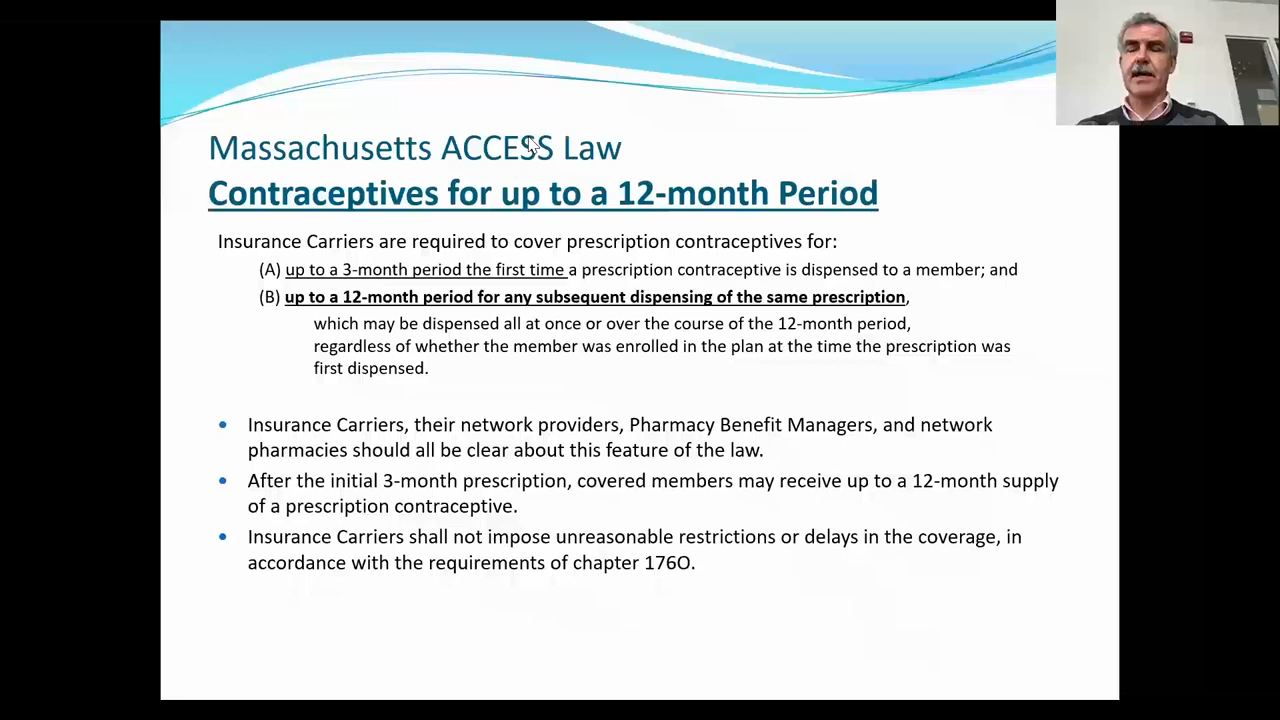 Massachusetts ACCESS Law
Contraceptives for up to a 12-month Period
Insurance Carriers are required to cover prescription contraceptives for:
(A) up to a 3-month period the first time a prescription contraceptive is dispensed to a member; and
(B) up to a 12-month period for any subsequent dispensing of the same prescription,
which may be dispensed all at once or over the course of the 12-month period,
regardless of whether the member was enrolled in the plan at the time the prescription was
first dispensed.
• Insurance Carriers, their network providers, Pharmacy Benefit Managers, and network
pharmacies should all be clear about this feature of the law.
• After the initial 3-month prescription, covered members may receive up to a 12-month supply
of a prescription contraceptive.
• Insurance Carriers shall not impose unreasonable restrictions or delays in the coverage, in
accordance with the requirements of chapter 176O.